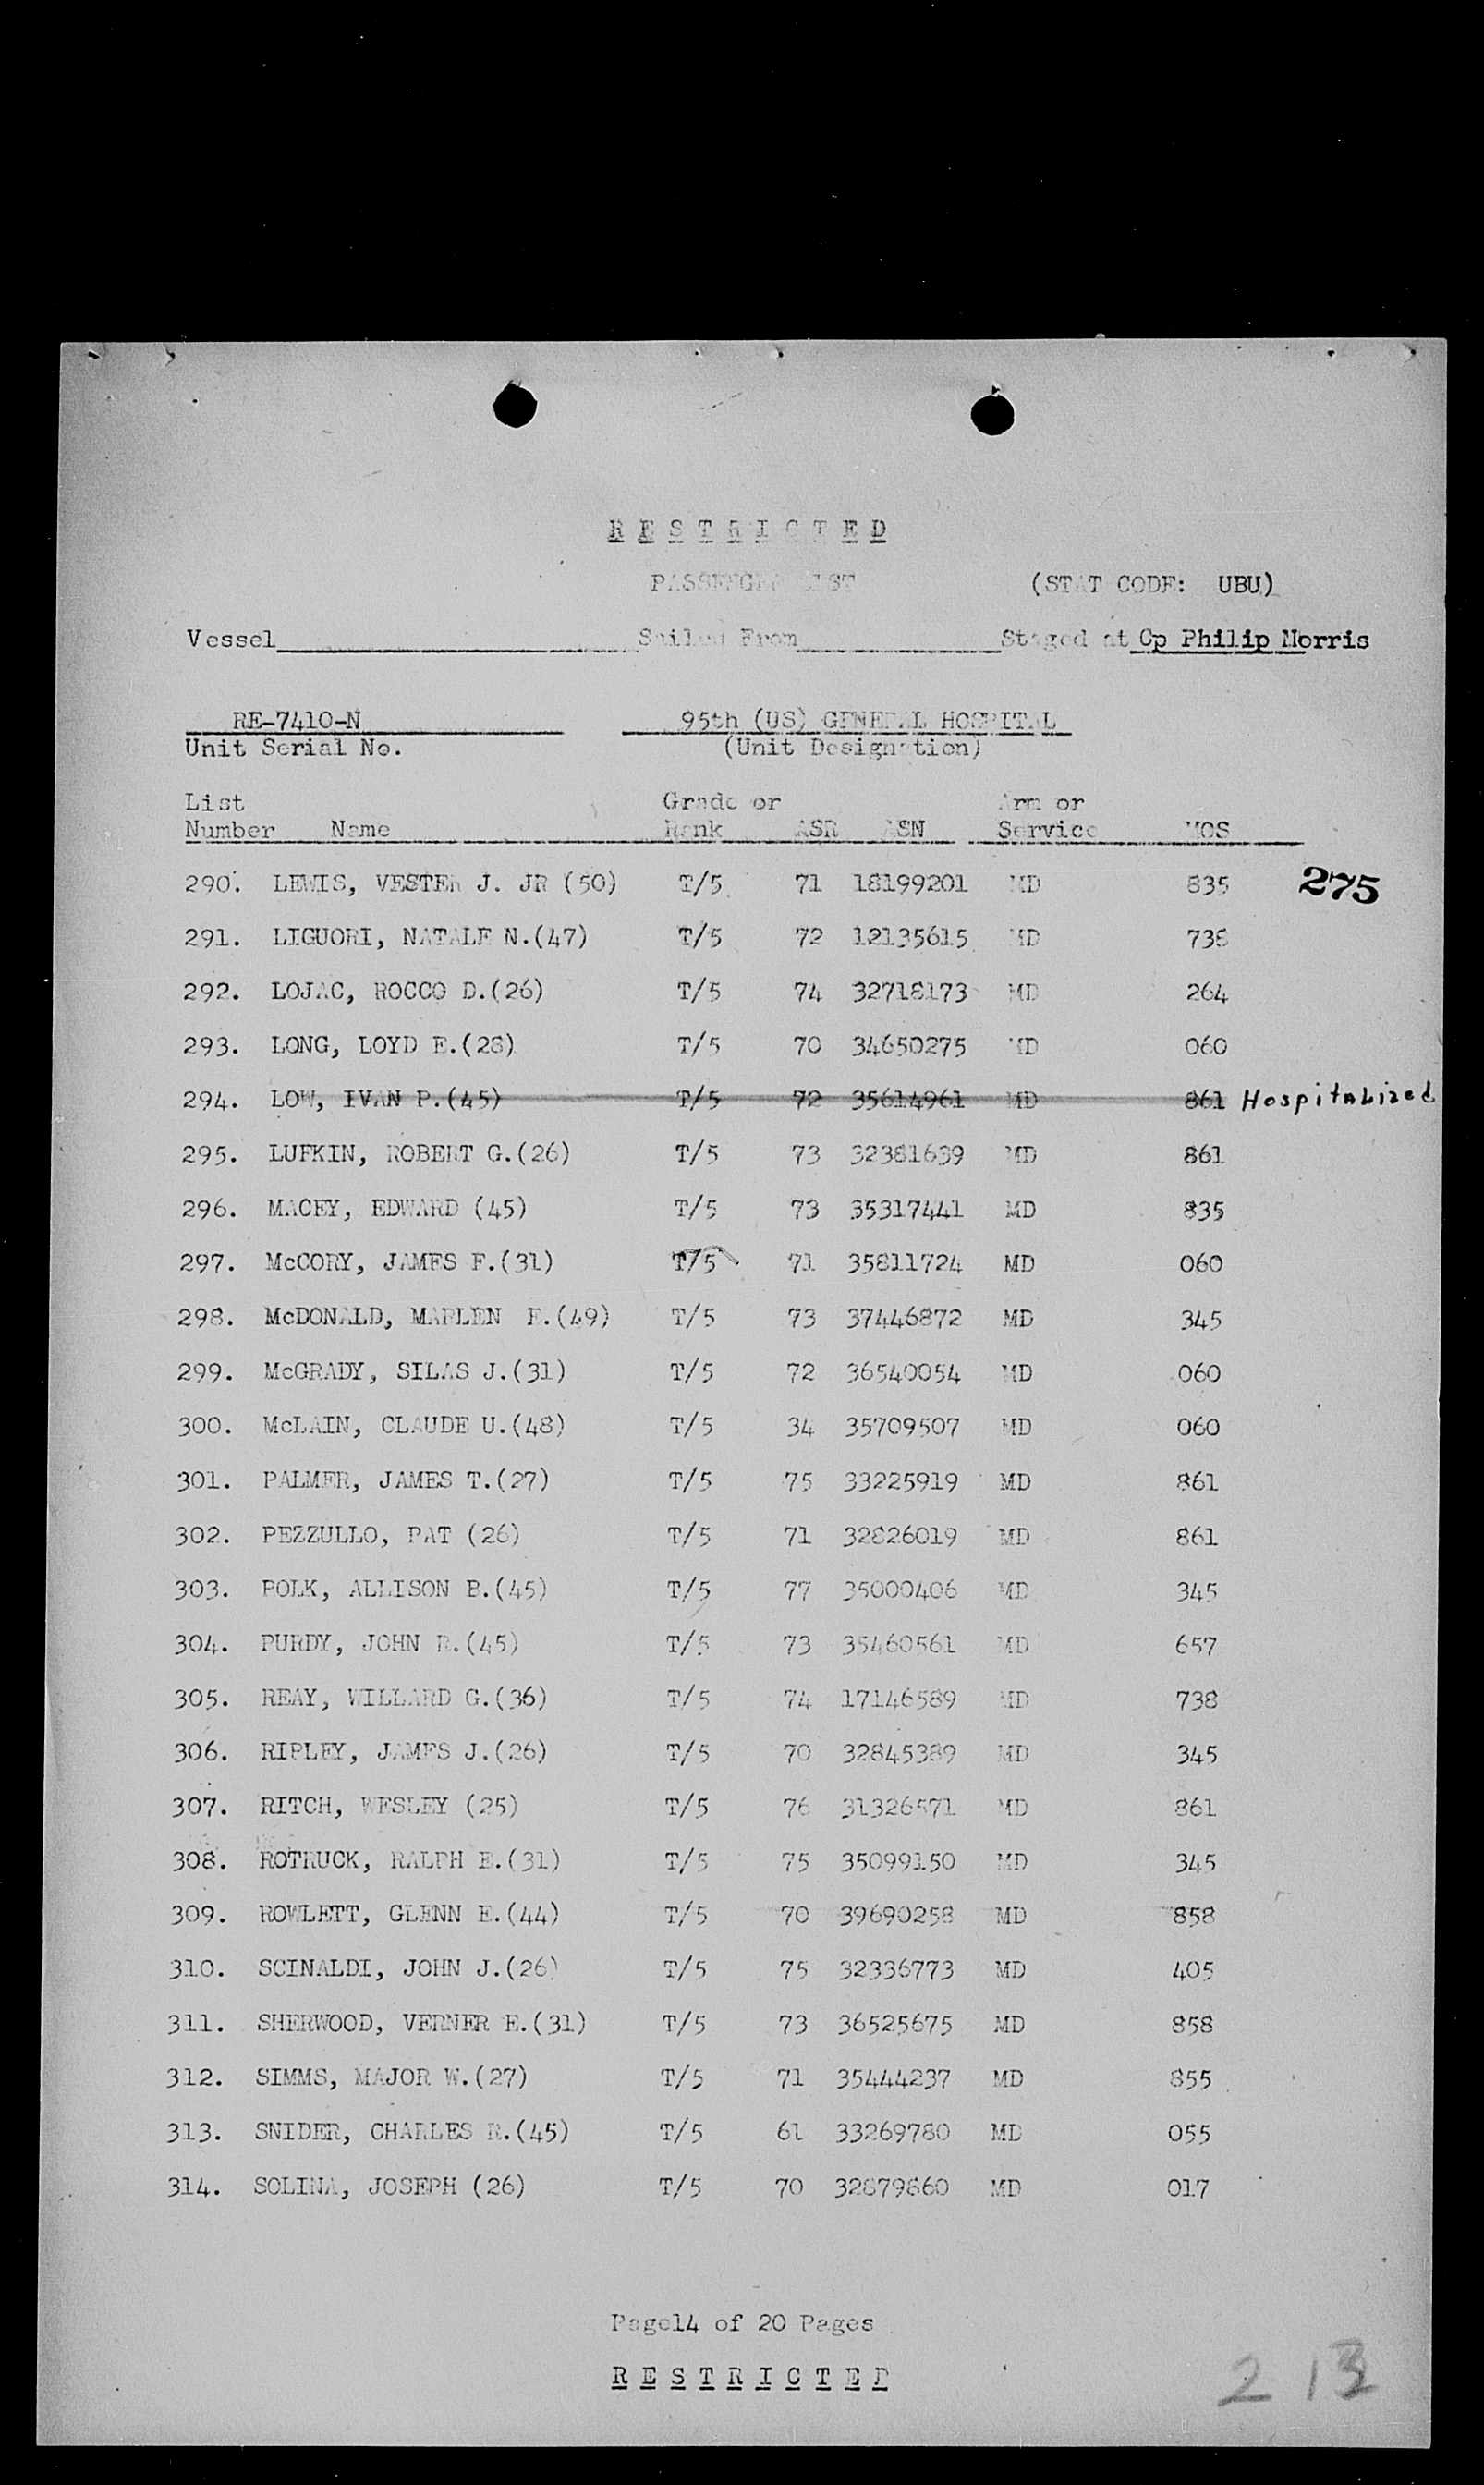 RESTRICTED
PASSENGER LIST (STAT CODE: UBU)
Vessel Sailed From Staged at Cp Philip Morris
RE-7410-N 95th (US) GENERAL HOSPITAL
Unit Serial No. (Unit Designation)
List Grade or Arm or
Number Name Rank ASR ASN Service MOS
290. LEWIS, VESTER J. JR (50) T/5 71 18199201 MD 835 275
291. LIGUORI, NATALE N.(47) T/5 72 12135615 MD 738
292. LOJAC, ROCCO D.(26) T/5 74 32718173 MD 264
293. LONG, LOYD E.(28) T/5 70 34650275 MD 060
294. LOW, IVAN P.(45) T/5 72 35614961 MD 861 Hospitalized
295. LUFKIN, ROBERT G.(26) T/5 73 32381639 MD 861
296. MACEY, EDWARD (45) T/5 73 35317441 MD 835
297. McCORY, JAMES F.(31) T/5 71 35811724 MD 060
298. McDONALD, MARLEN F.(49) T/5 73 37446872 MD 345
299. McGRADY, SILAS J.(31) T/5 72 36540054 MD 060
300. McLAIN, CLAUDE U.(48) T/5 34 35709507 MD 060
301. PALMER, JAMES T.(27) T/5 75 33225919 MD 861
302. PEZZULLO, PAT (26) T/5 71 32826019 MD 861
303. POLK, ALLISON B.(45) T/5 77 35000406 MD 345
304. PURDY, JOHN R.(45) T/5 73 35460561 MD 657
305. REAY, WILLARD G.(36) T/5 74 17146589 MD 738
306. RIPLEY, JAMES J.(26) T/5 70 32845389 MD 345
307. RITCH, WESLEY (25) T/5 76 31326571 MD 861
308. ROTRUCK, RALPH E.(31) T/5 75 35099150 MD 345
309. ROWLETT, GLENN E.(44) T/5 70 39690258 MD 858
310. SCINALDI, JOHN J.(26) T/5 75 32336773 MD 405
311. SHERWOOD, VERNER E.(31) T/5 73 36525675 MD 858
312. SIMMS, MAJOR W.(27) T/5 71 35444237 MD 855
313. SNIDER, CHARLES R.(45) T/5 61 33269780 MD 055
314. SOLINA, JOSEPH (26) T/5 70 32879860 MD 017
Page14 of 20 Pages
RESTRICTED